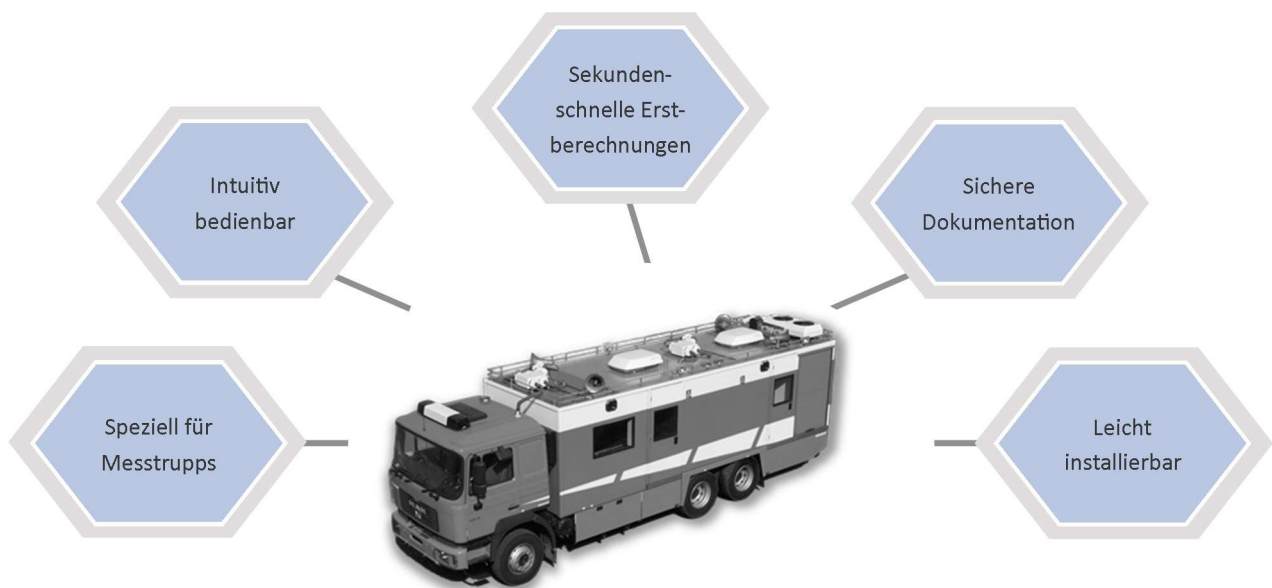 Sekunden-
schnelle Erst-
berechnungen
Intuitiv
bedienbar
Sichere
Dokumentation
Speziell für
Messtrupps
Leicht
installierbar